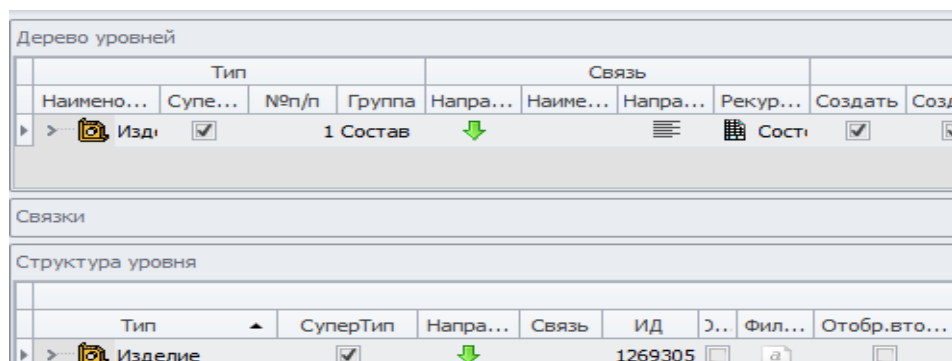 Дерево уровней
Тип Связь
Наимено... Супе... №п/п Группа Напра... Наиме... Напра... Рекур... Создать Созд
Изд 1 Состав Сост
Связки
Структура уровня
Тип СуперТип Напра... Связь ИД Э... Фил... Отобр.вто...
Изделие 1269305 a